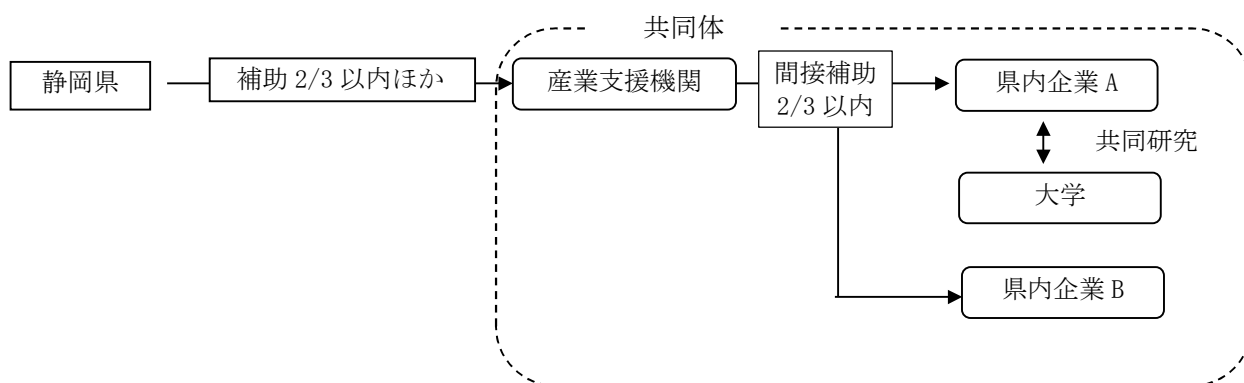 共同体
静岡県
補助 2/3 以内ほか
産業支援機関
間接補助
2/3 以内
県内企業 A
共同研究
大学
県内企業 B